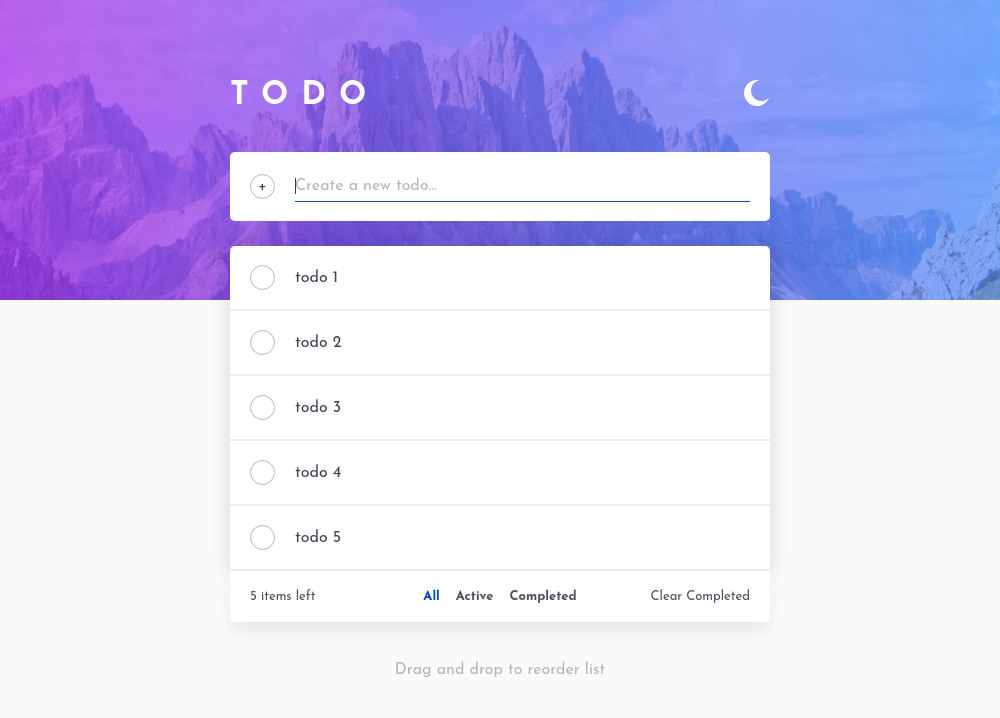 TODO
+ Create a new todo...
todo 1
todo 2
todo 3
todo 4
todo 5
5 items left All Active Completed Clear Completed
Drag and drop to reorder list